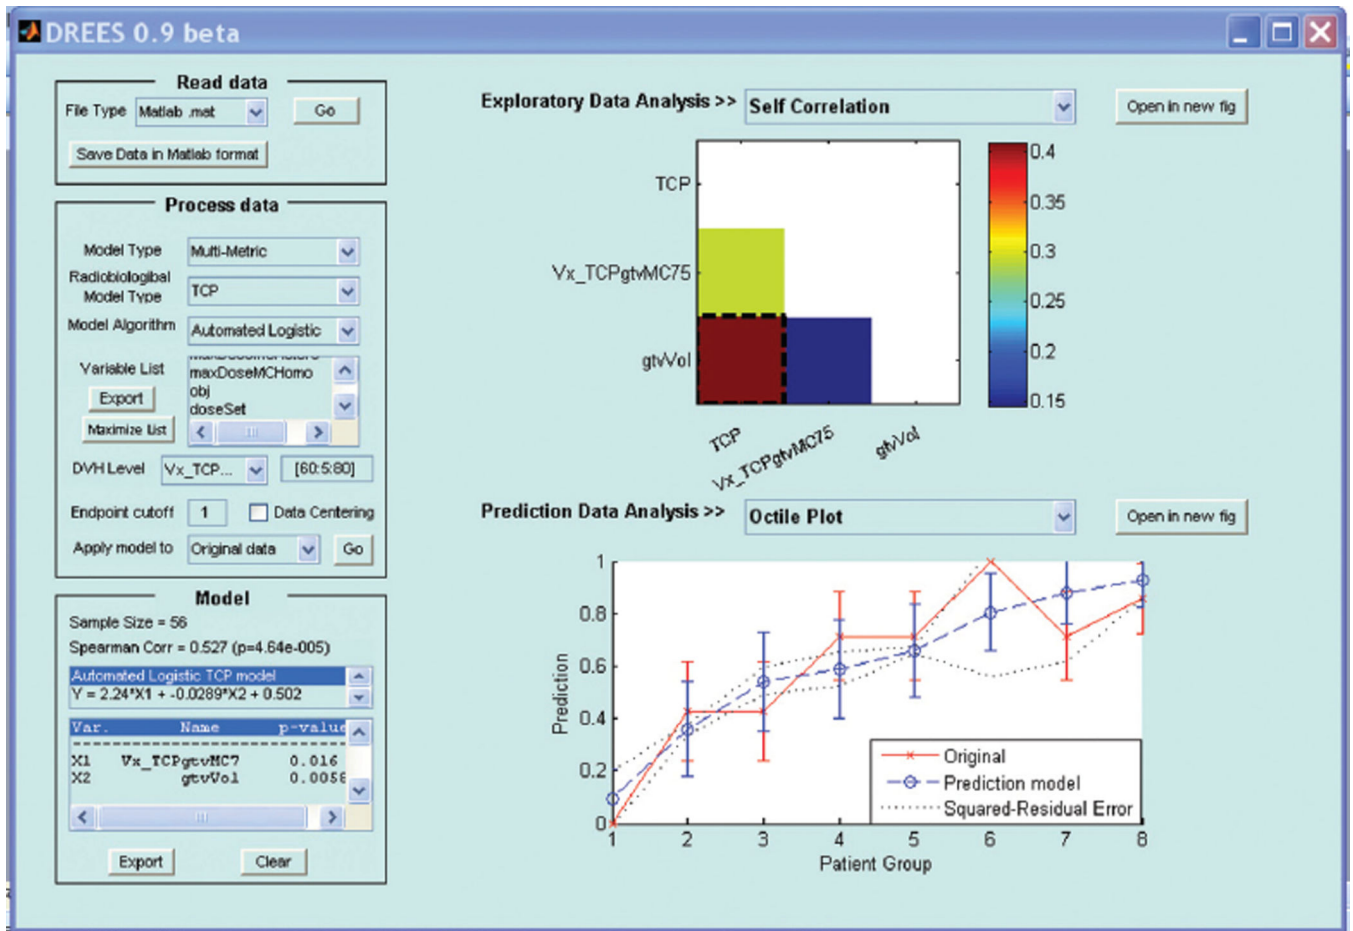 DREES 0.9 beta
Read data
File Type Matlab .mat Go
Save Data in Matlab format
Process data
Model Type Multi-Metric
Radiobiologibal
Model Type TCP
Model Algorithm Automated Logistic
Variable List
maxDoseMCHomo
obj
doseSet
Export
Maximize List
DVH Level Vx_TCP... [60:5:80]
Endpoint cutoff 1 Data Centering
Apply model to Original data Go
Model
Sample Size = 56
Spearman Corr = 0.527 (p=4.64e-005)
Automated Logistic TCP model
Y = 2.24*X1 + -0.0289*X2 + 0.502
Var. Name p-value
----------------------------
X1 Vx_TCPgtvMC7 0.016
X2 gtvVol 0.0058
Export Clear
Exploratory Data Analysis >> Self Correlation Open in new fig
TCP
Vx_TCPgtvMC75
gtvVol
TCP
Vx_TCPgtvMC75
gtvVol
0.4
0.35
0.3
0.25
0.2
0.15
Prediction Data Analysis >> Octile Plot Open in new fig
Prediction
1
0.8
0.6
0.4
0.2
0
Original
Prediction model
Squared-Residual Error
1 2 3 4 5 6 7 8
Patient Group